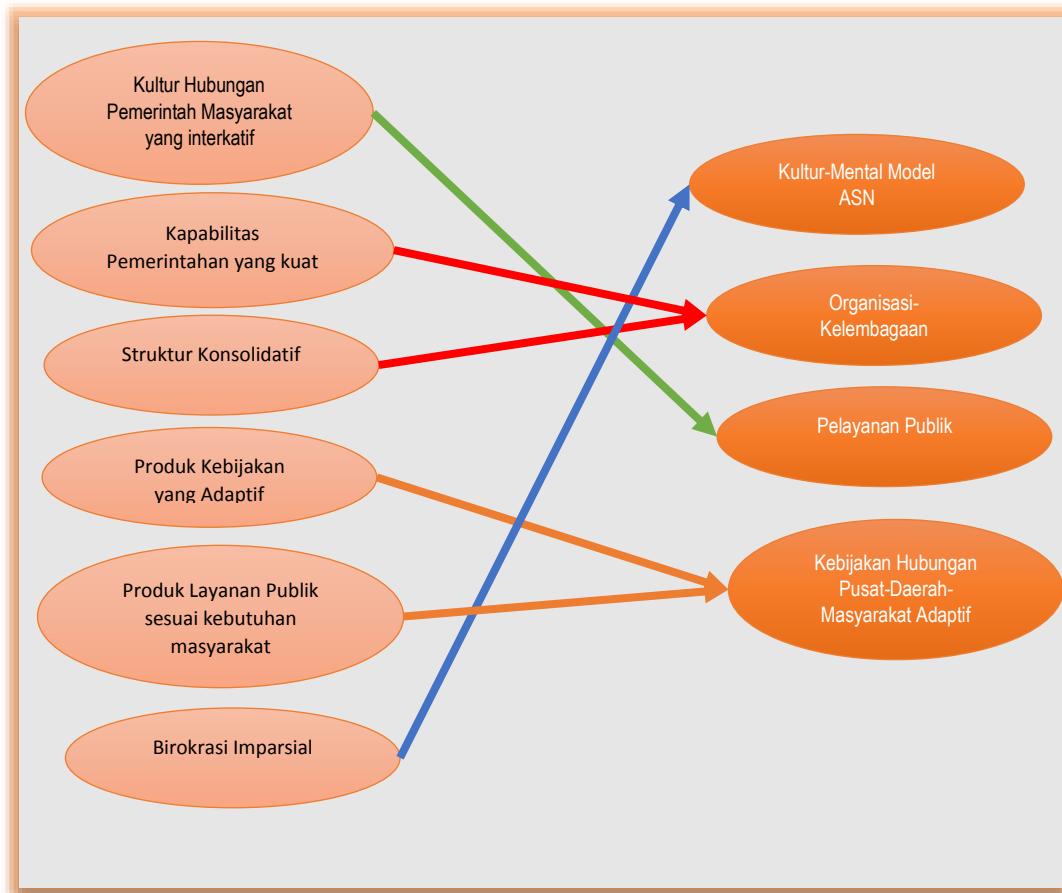 Kultur Hubungan
Pemerintah Masyarakat
yang interkatif
Kapabilitas
Pemerintahan yang kuat
Struktur Konsolidatif
Produk Kebijakan
yang Adaptif
Produk Layanan Publik
sesuai kebutuhan
masyarakat
Birokrasi Imparsial
Kultur-Mental Model
ASN
Organisasi-
Kelembagaan
Pelayanan Publik
Kebijakan Hubungan
Pusat-Daerah-
Masyarakat Adaptif